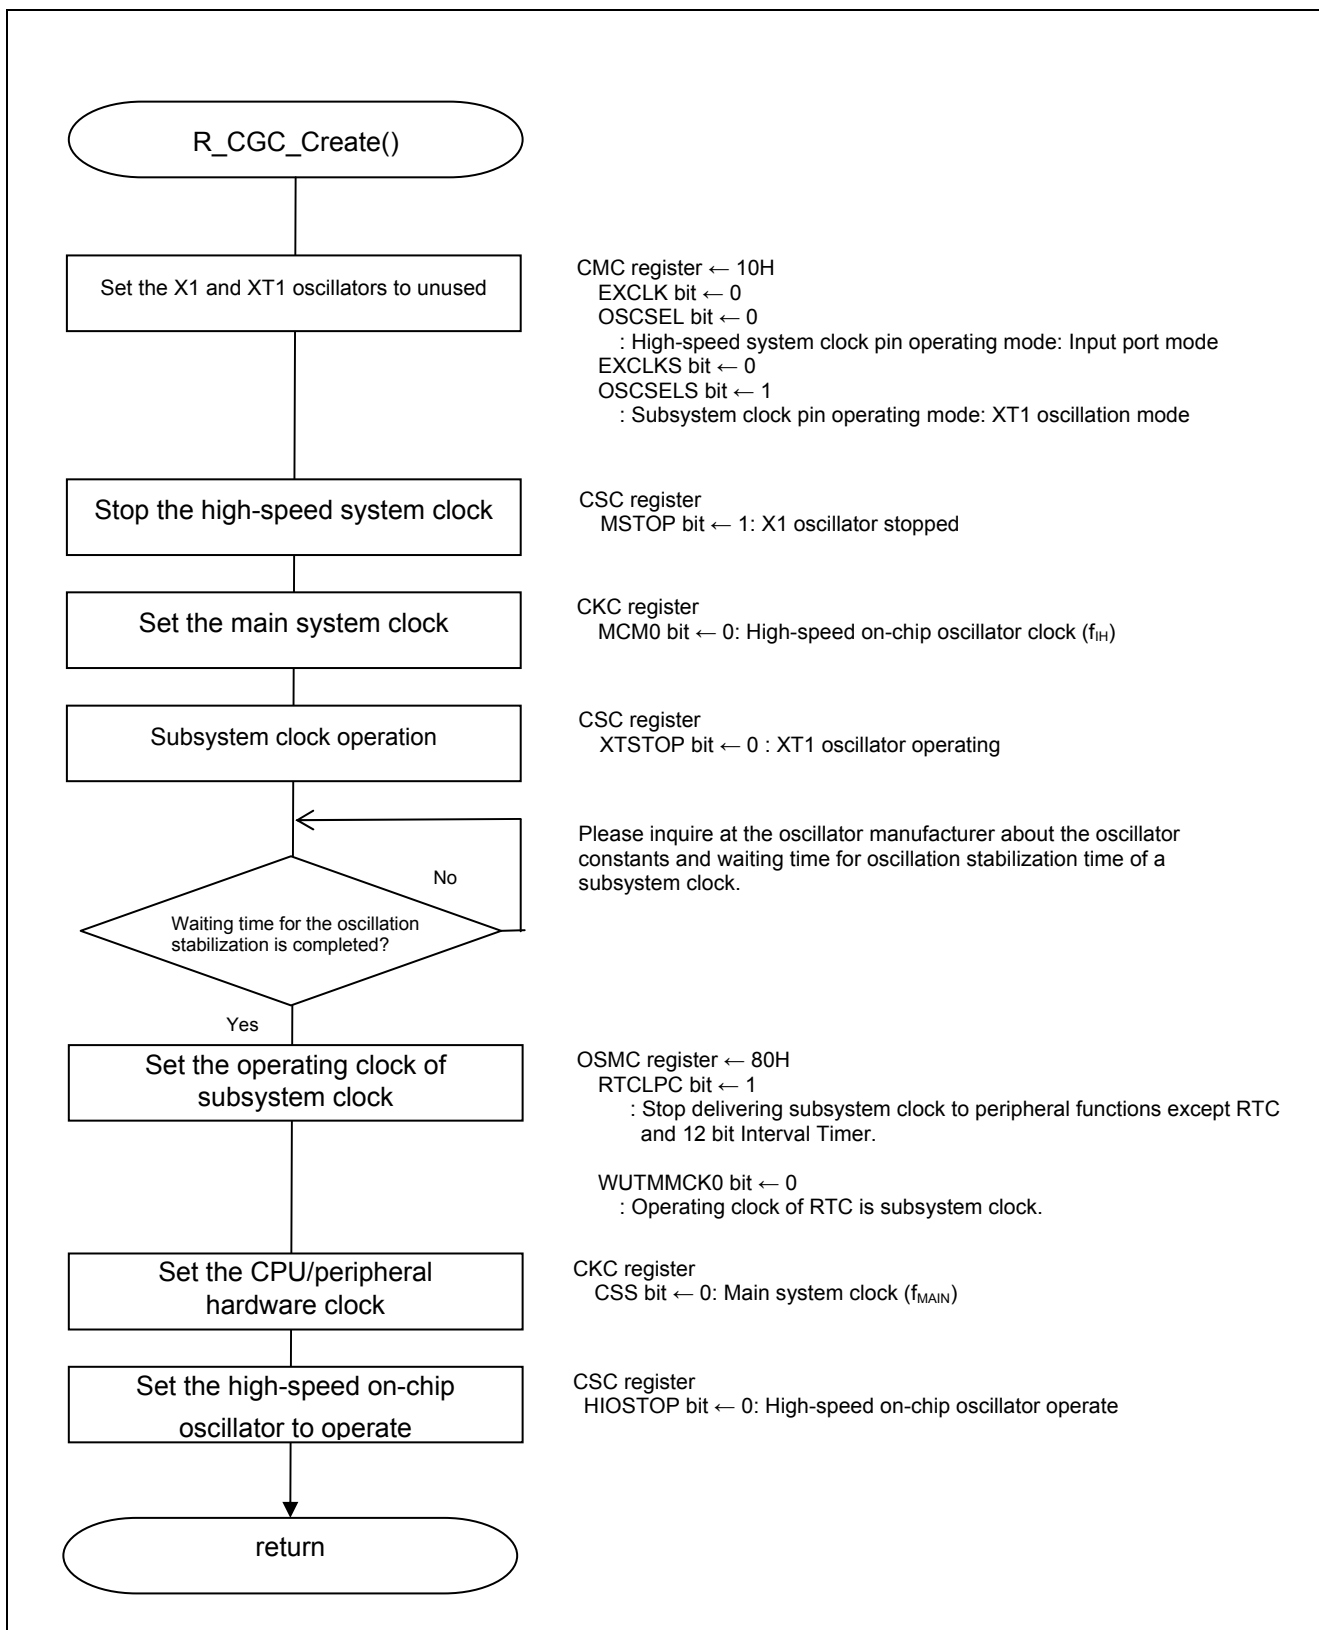 R_CGC_Create()
Set the X1 and XT1 oscillators to unused
CMC register ← 10H
EXCLK bit ← 0
OSCSEL bit ← 0
: High-speed system clock pin operating mode: Input port mode
EXCLKS bit ← 0
OSCSELS bit ← 1
: Subsystem clock pin operating mode: XT1 oscillation mode
Stop the high-speed system clock
CSC register
MSTOP bit ← 1: X1 oscillator stopped
Set the main system clock
CKC register
MCM0 bit ← 0: High-speed on-chip oscillator clock (fIH)
Subsystem clock operation
CSC register
XTSTOP bit ← 0 : XT1 oscillator operating
Please inquire at the oscillator manufacturer about the oscillator
constants and waiting time for oscillation stabilization time of a
subsystem clock.
No
Waiting time for the oscillation
stabilization is completed?
Yes
Set the operating clock of
subsystem clock
OSMC register ← 80H
RTCLPC bit ← 1
: Stop delivering subsystem clock to peripheral functions except RTC
and 12 bit Interval Timer.
WUTMMCK0 bit ← 0
: Operating clock of RTC is subsystem clock.
Set the CPU/peripheral
hardware clock
CKC register
CSS bit ← 0: Main system clock (fMAIN)
Set the high-speed on-chip
oscillator to operate
CSC register
HIOSTOP bit ← 0: High-speed on-chip oscillator operate
return